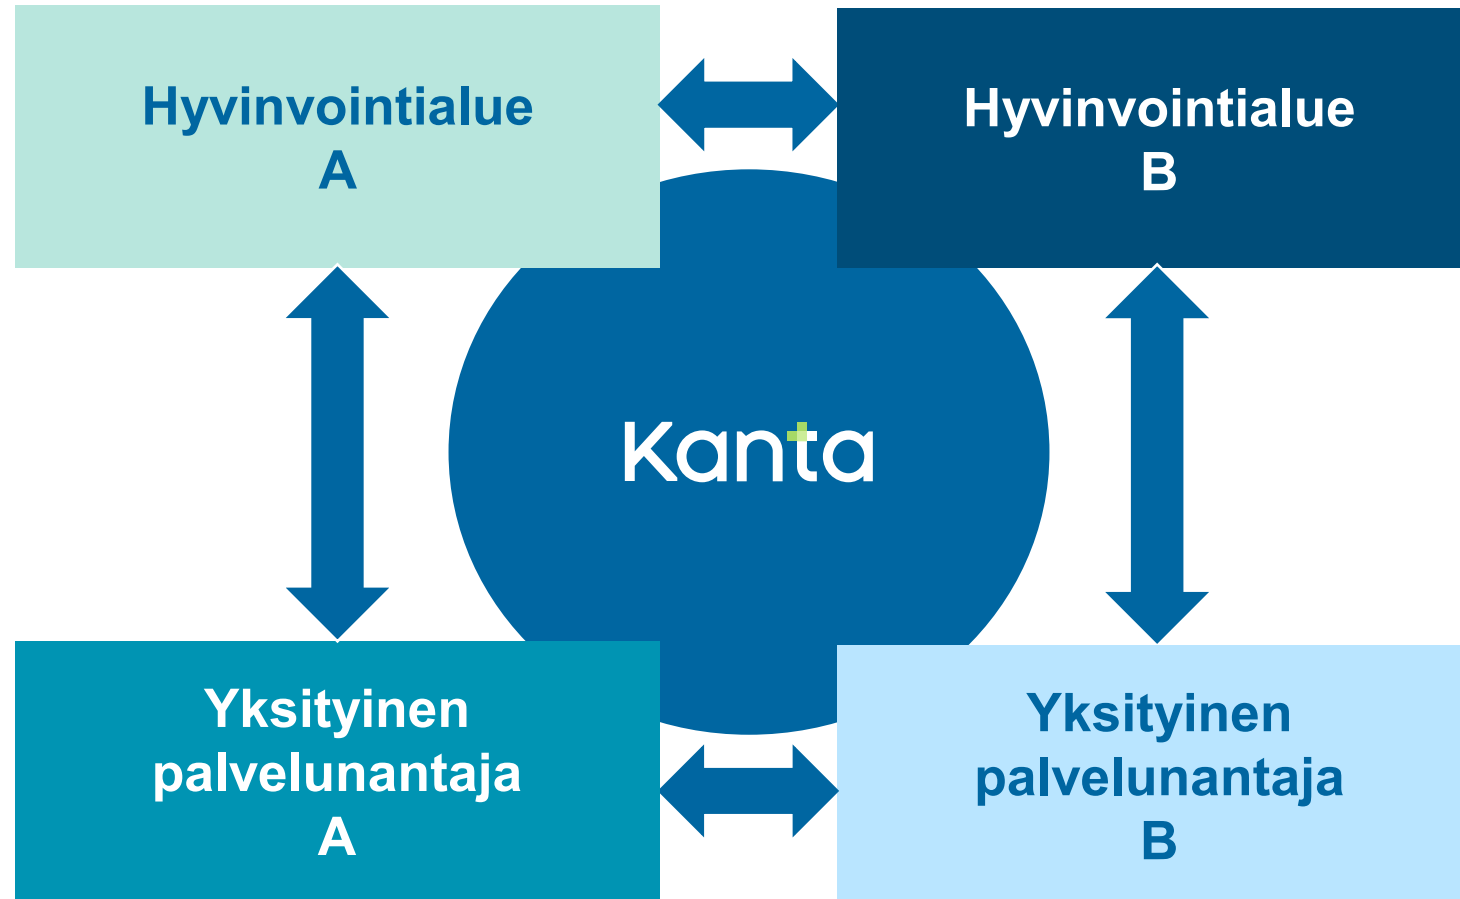 Hyvinvointialue
A
Hyvinvointialue
B
Kanta
Yksityinen
palvelunantaja
A
Yksityinen
palvelunantaja
B